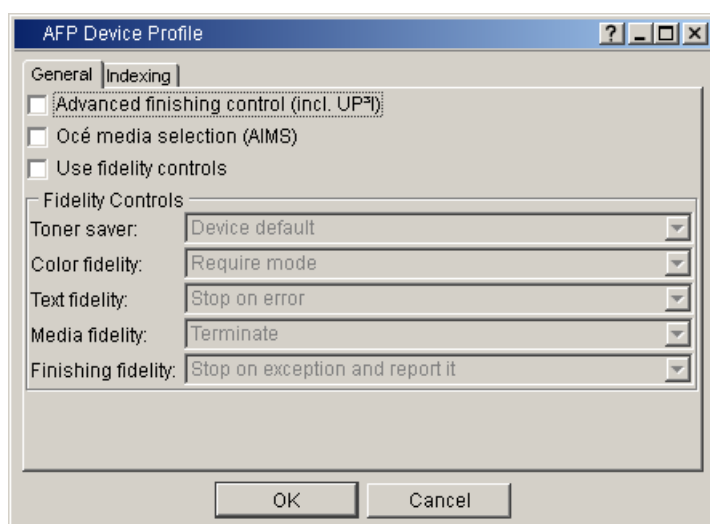 AFP Device Profile
General Indexing
Advanced finishing control (incl. UP³I)
Océ media selection (AIMS)
Use fidelity controls
Fidelity Controls
Toner saver: Device default
Color fidelity: Require mode
Text fidelity: Stop on error
Media fidelity: Terminate
Finishing fidelity: Stop on exception and report it
OK Cancel